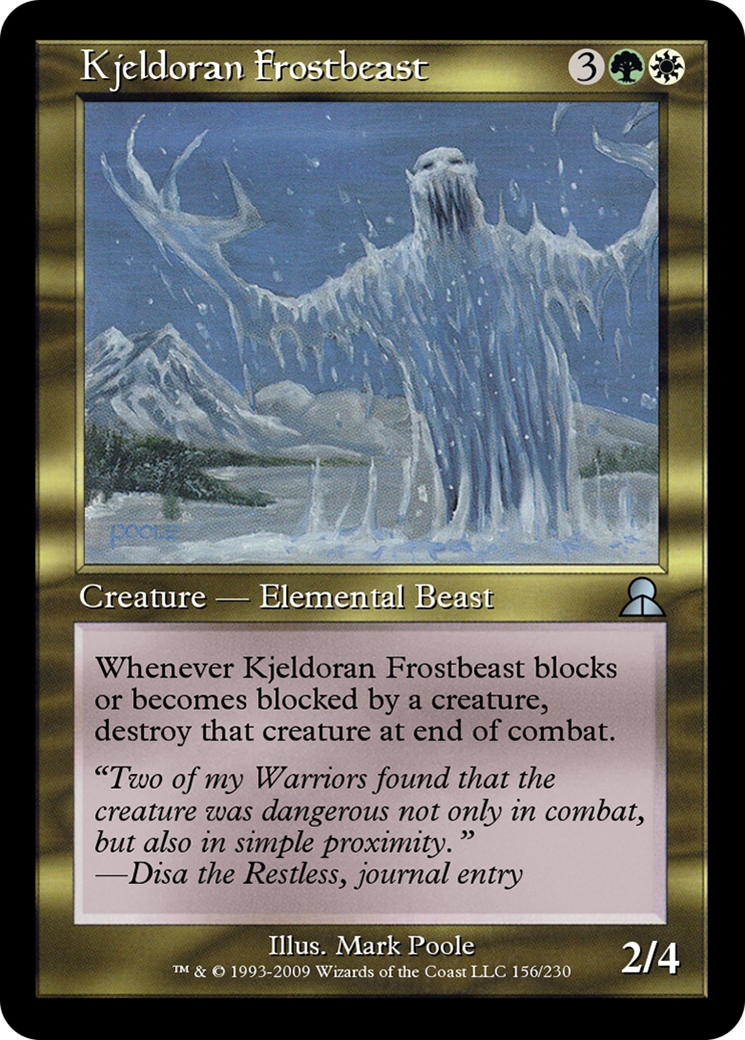 Kjeldoran Frostbeast 3
POOLE
Creature — Elemental Beast
Whenever Kjeldoran Frostbeast blocks
or becomes blocked by a creature,
destroy that creature at end of combat.
“Two of my Warriors found that the
creature was dangerous not only in combat,
but also in simple proximity.”
—Disa the Restless, journal entry
Illus. Mark Poole
™ & © 1993-2009 Wizards of the Coast LLC 156/230
2/4